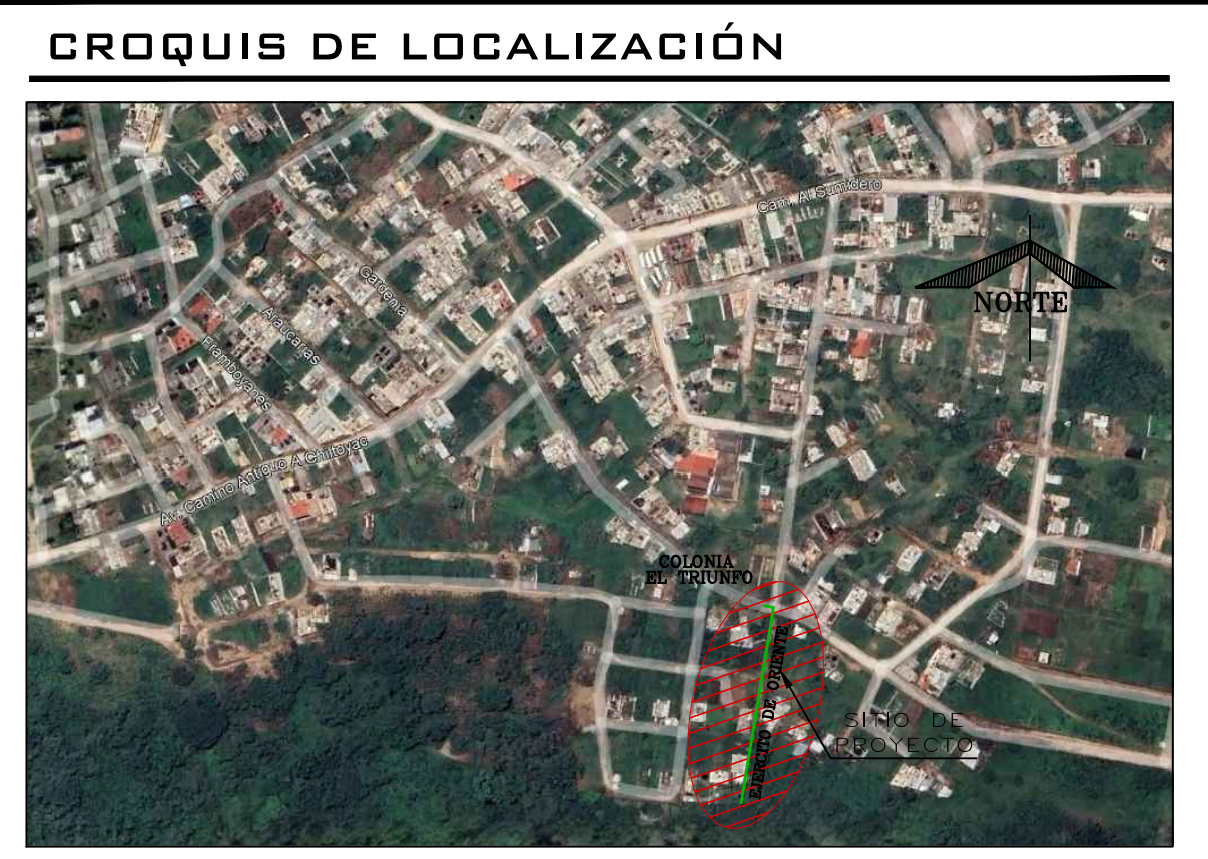 CROQUIS DE LOCALIZACIÓN
Cam. Al Sumidero
Gardenia
NORTE
Araucarias
Framboyanes
Av. Camino Antiguo A Chiltoyac
COLONIA
EL TRIUNFO
EJERCITO DE ORIENTE
SITIO DE
PROYECTO